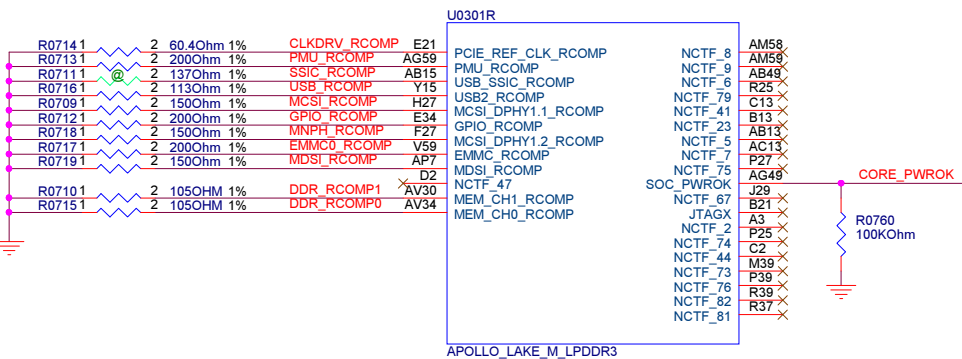 U0301R
R0714 1 2 60.4Ohm 1% CLKDRV_RCOMP E21 PCIE_REF_CLK_RCOMP NCTF_8 AM58
R0713 1 2 200Ohm 1% PMU_RCOMP AG59 PMU_RCOMP NCTF_9 AM59
R0711 1 @ 2 137Ohm 1% SSIC_RCOMP AB15 USB_SSIC_RCOMP NCTF_6 AB49
R0716 1 2 113Ohm 1% USB_RCOMP Y15 USB2_RCOMP NCTF_79 R25
R0709 1 2 150Ohm 1% MCSI_RCOMP H27 MCSI_DPHY1.1_RCOMP NCTF_41 C13
R0712 1 2 200Ohm 1% GPIO_RCOMP E34 GPIO_RCOMP NCTF_23 B13
R0718 1 2 150Ohm 1% MNPH_RCOMP F27 MCSI_DPHY1.2_RCOMP NCTF_5 AB13
R0717 1 2 200Ohm 1% EMMC0_RCOMP V59 EMMC_RCOMP NCTF_7 AC13
R0719 1 2 150Ohm 1% MDSI_RCOMP AP7 MDSI_RCOMP NCTF_75 P27
D2 NCTF_47 SOC_PWROK AG49 CORE_PWROK
R0710 1 2 105OHM 1% DDR_RCOMP1 AV30 MEM_CH1_RCOMP NCTF_67 J29
R0715 1 2 105OHM 1% DDR_RCOMP0 AV34 MEM_CH0_RCOMP JTAGX B21
NCTF_2 A3
R0760
100KOhm
NCTF_74 P25
NCTF_44 C2
NCTF_73 M39
NCTF_76 P39
NCTF_82 R39
NCTF_81 R37
APOLLO_LAKE_M_LPDDR3